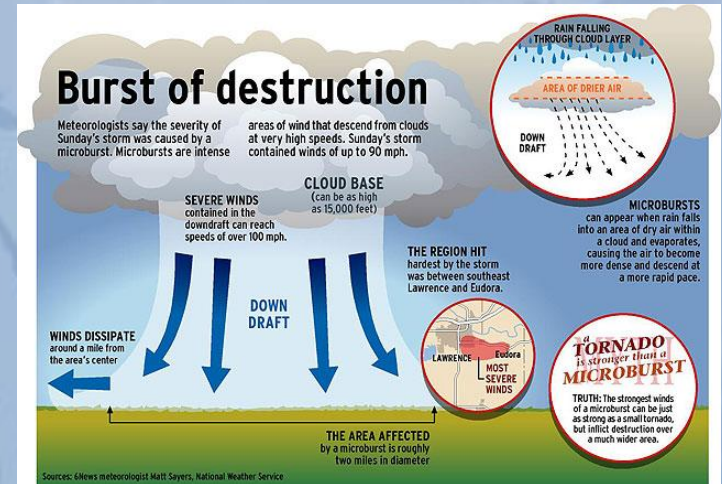 Burst of destruction
Meteorologists say the severity of
Sunday's storm was caused by a
microburst. Microbursts are intense
areas of wind that descend from clouds
at very high speeds. Sunday's storm
contained winds of up to 90 mph.
RAIN FALLING
THROUGH CLOUD LAYER
AREA OF DRIER AIR
DOWN
DRAFT
CLOUD BASE
(can be as high
as 15,000 feet)
SEVERE WINDS
contained in the
downdraft can reach
speeds of over 100 mph.
MICROBURSTS
can appear when rain falls
into an area of dry air within
a cloud and evaporates,
causing the air to become
more dense and descend at
a more rapid pace.
THE REGION HIT
hardest by the storm
was between southeast
Lawrence and Eudora.
DOWN
DRAFT
WINDS DISSIPATE
around a mile from
the area's center
LAWRENCE
Eudora
MOST
SEVERE
WINDS
MYTH
a
TORNADO
is stronger than a
MICROBURST
TRUTH: The strongest winds
of a microburst can be just
as strong as a small tornado,
but inflict destruction over
a much wider area.
THE AREA AFFECTED
by a microburst is roughly
two miles in diameter
Sources: 6News meteorologist Matt Sayers, National Weather Service